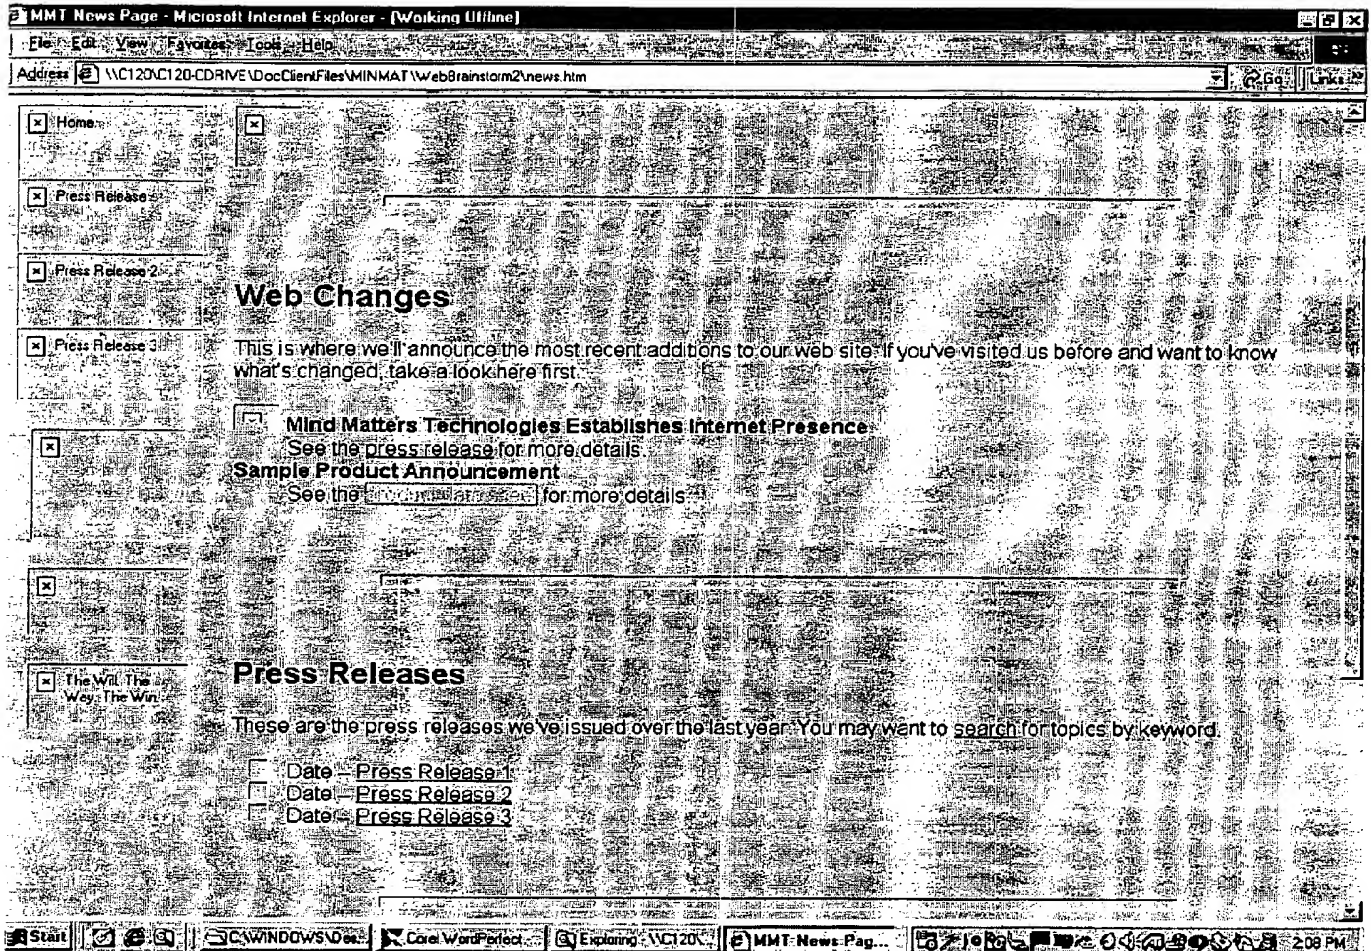 MMT News Page - Microsoft Internet Explorer - [Working Offline]
File Edit View Favorites Tools Help
Address \\C120\C120-CDRIVE\DocClientFiles\MINMAT\WebBrainstorm2\news.htm Go Links
Home
Press Release
Press Release 2
Press Release 3
The Will. The Way. The Win.
Web Changes
This is where we'll announce the most recent additions to our web site. If you've visited us before and want to know
what's changed, take a look here first.
Mind Matters Technologies Establishes Internet Presence
See the press release for more details.
Sample Product Announcement
See the for more details
Press Releases
These are the press releases we've issued over the last year. You may want to search for topics by keyword.
Date -- Press Release 1
Date -- Press Release 2
Date -- Press Release 3
Start C:\WINDOWS\Des... Corel WordPerfect - Exploring - \\C120\... MMT News Pag... 2:08 PM